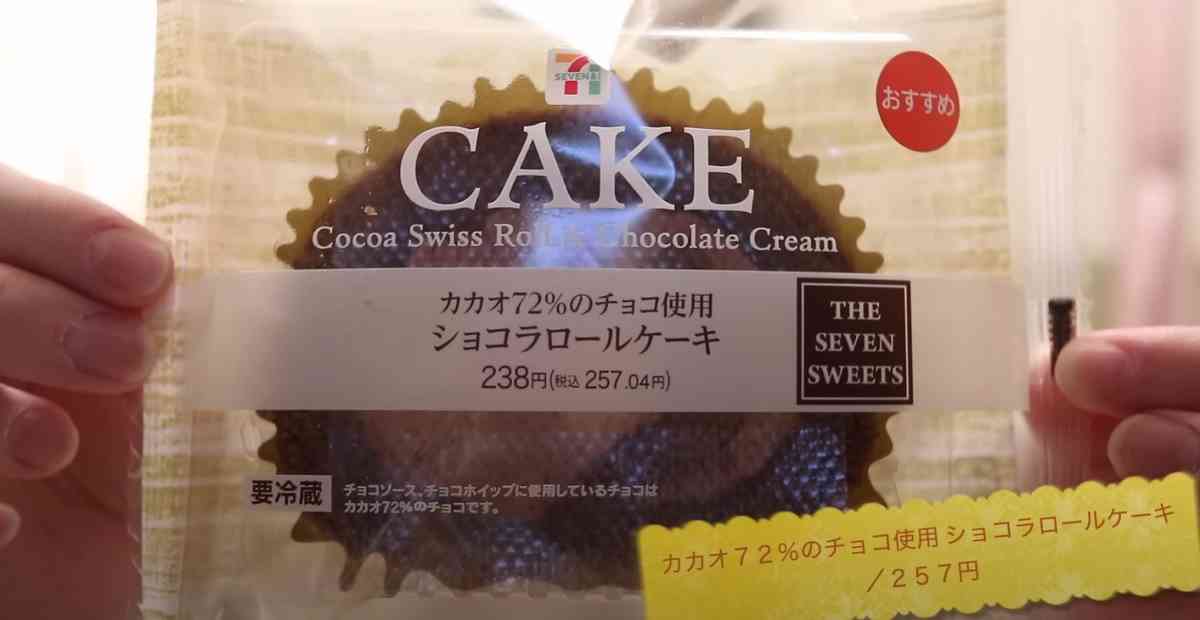 SEVEN&i
おすすめ
CAKE
Cocoa Swiss Roll & Chocolate Cream
カカオ72%のチョコ使用
ショコラロールケーキ
238円(税込 257.04円)
THE
SEVEN
SWEETS
要冷蔵
チョコソース、チョコホイップに使用しているチョコは
カカオ72%のチョコです。
カカオ72%のチョコ使用 ショコラロールケーキ
/257円